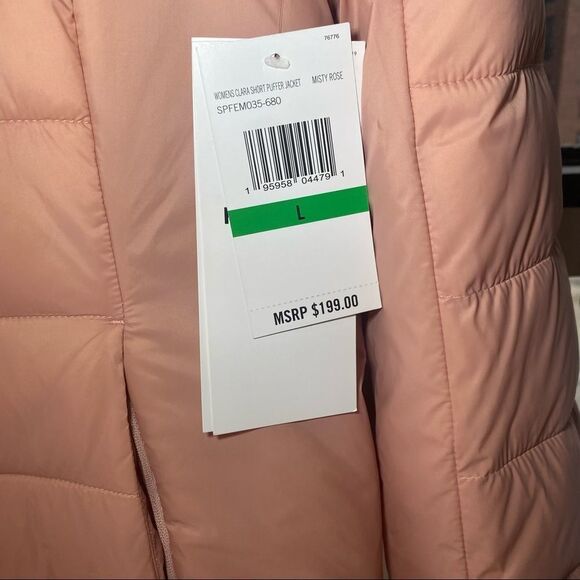 76776
WOMENS CLARA SHORT PUFFER JACKET MISTY ROSE
SPFEM035-680
1 95958 04479 1
L
MSRP $199.00